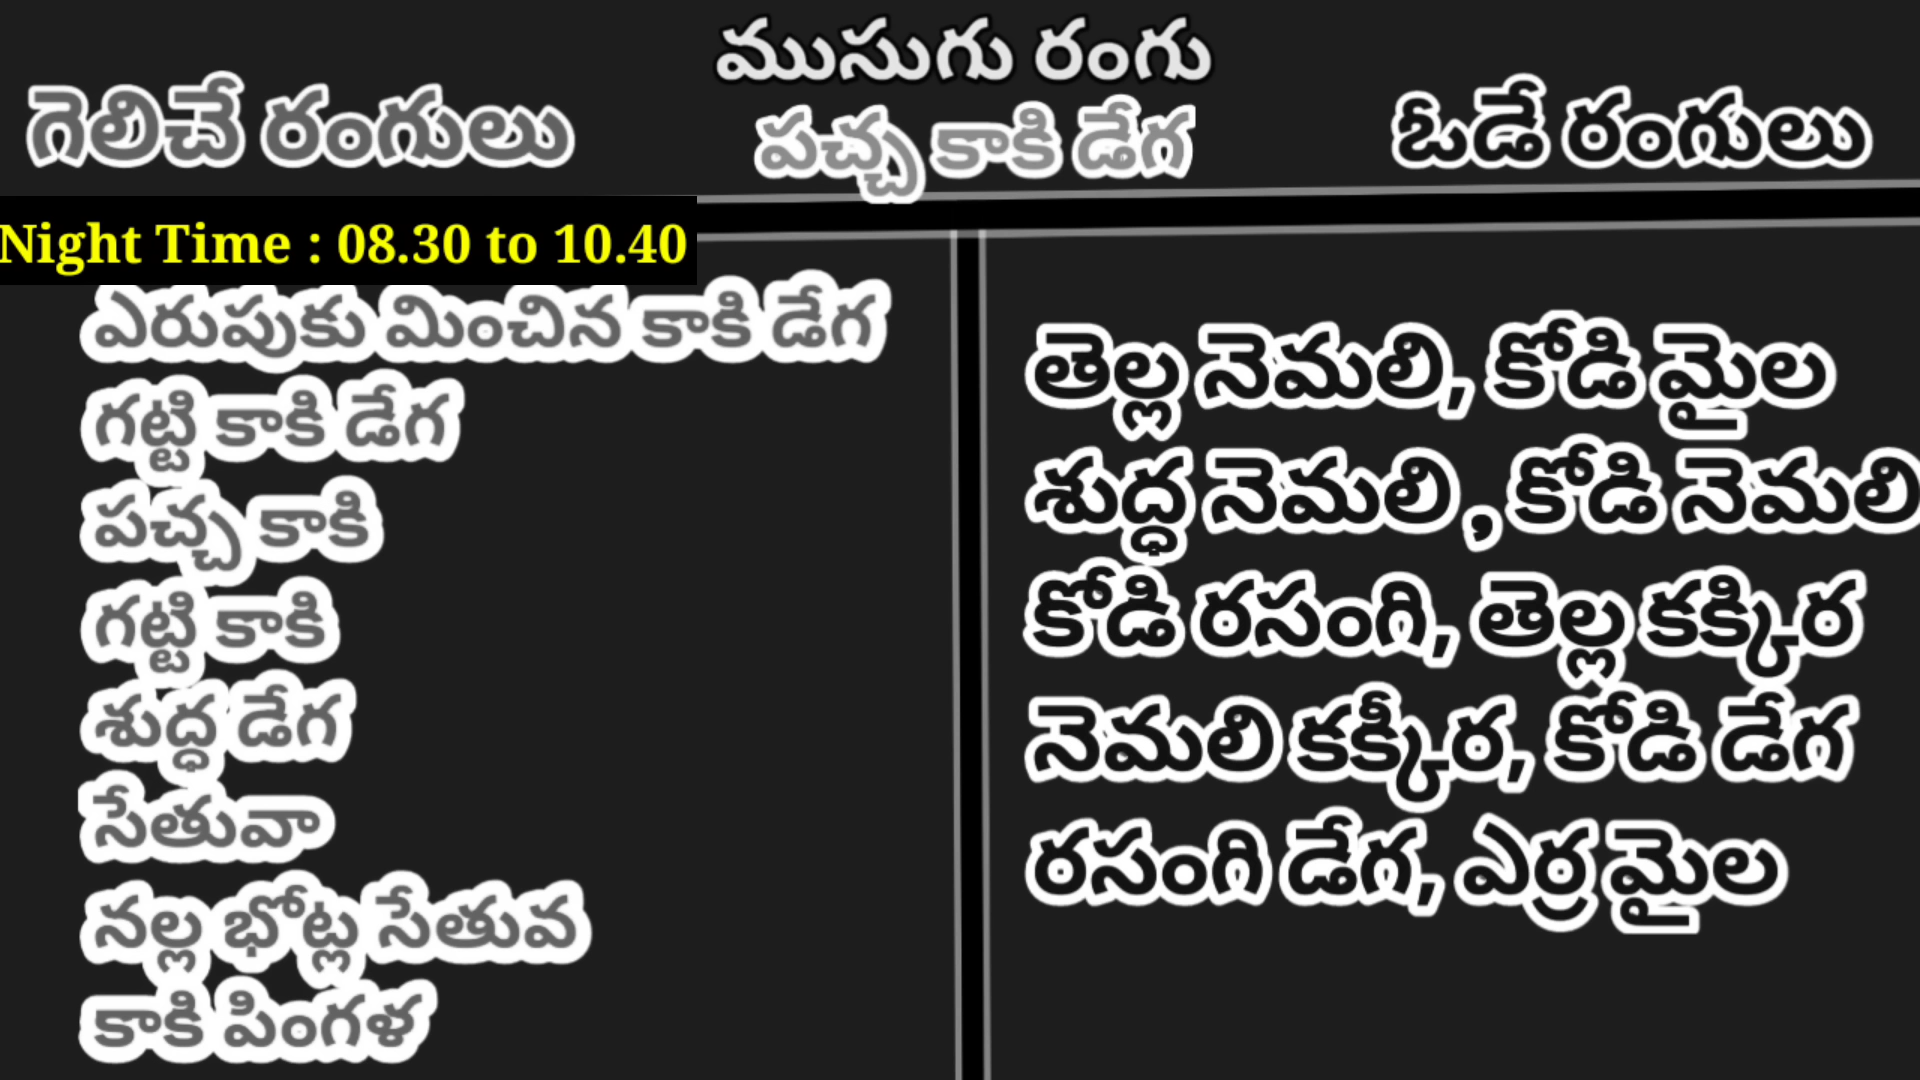 ముసుగు రంగు
గెలిచే రంగులు
పచ్చ కాకి డేగ
ఓడే రంగులు
Night Time : 08.30 to 10.40
ఎరుపుకు మించిన కాకి డేగ
గట్టి కాకి డేగ
పచ్చ కాకి
గట్టి కాకి
శుద్ధ డేగ
సేతువా
నల్ల భోట్ల సేతువ
కాకి పింగళ
తెల్ల నెమలి, కోడి మైల
శుద్ధ నెమలి , కోడి నెమలి
కోడి రసంగి, తెల్ల కక్కిర
నెమలి కక్కీర, కోడి డేగ
రసంగి డేగ, ఎర్ర మైల